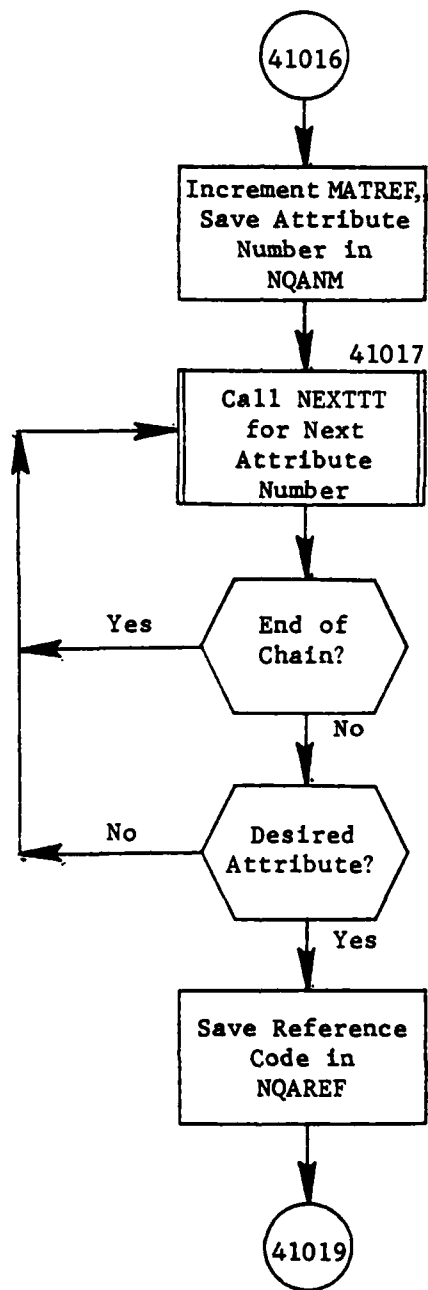 41016
Increment MATREF,
Save Attribute
Number in
NQANM
41017
Call NEXTTT
for Next
Attribute
Number
Yes
End of
Chain?
No
No
Desired
Attribute?
Yes
Save Reference
Code in
NQAREF
41019